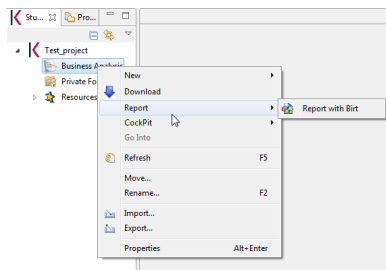 Stu...
Pro...
Test_project
Business Analysis
Private Fo
Resources
New
Download
Report
Report with Birt
CockPit
Go Into
Refresh F5
Move...
Rename... F2
Import...
Export...
Properties Alt+Enter